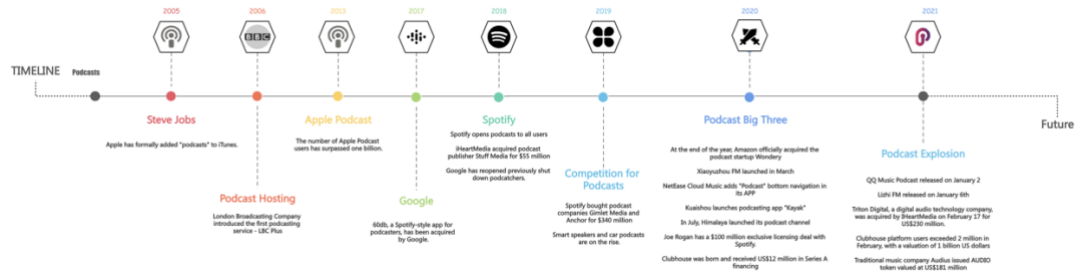 2005
2006
2013
2017
2018
2019
2020
2021
BBC
TIMELINE
Podcasts
Future
Steve Jobs
Apple has formally added "podcasts" to iTunes.
Podcast Hosting
London Broadcasting Company
introduced the first podcasting
service - LBC Plus
Apple Podcast
The number of Apple Podcast
users has surpassed one billion.
Google
60db, a Spotify-style app for
podcasters, has been acquired
by Google.
Spotify
Spotify opens podcasts to all users
iHeartMedia acquired podcast
publisher Stuff Media for $55 million
Google has reopened previously shut
down podcatchers.
Competition for
Podcasts
Spotify bought podcast
companies Gimlet Media and
Anchor for $340 million
Smart speakers and car podcasts
are on the rise.
Podcast Big Three
At the end of the year, Amazon officially acquired the
podcast startup Wondery
Xiaoyuzhou FM launched in March
NetEase Cloud Music adds "Podcast" bottom navigation in
its APP
Kuaishou launches podcasting app "Kayak"
In July, Himalaya launched its podcast channel
Joe Rogan has a $100 million exclusive licensing deal with
Spotify.
Clubhouse was born and received US$12 million in Series A
financing
Podcast Explosion
QQ Music Podcast released on January 2
Lizhi FM released on January 6th
Triton Digital, a digital audio technology company,
was acquired by IHeartMedia on February 17 for
US$230 million.
Clubhouse platform users exceeded 2 million in
February, with a valuation of 1 billion US dollars
Traditional music company Audius issued AUDIO
token valued at US$181 million